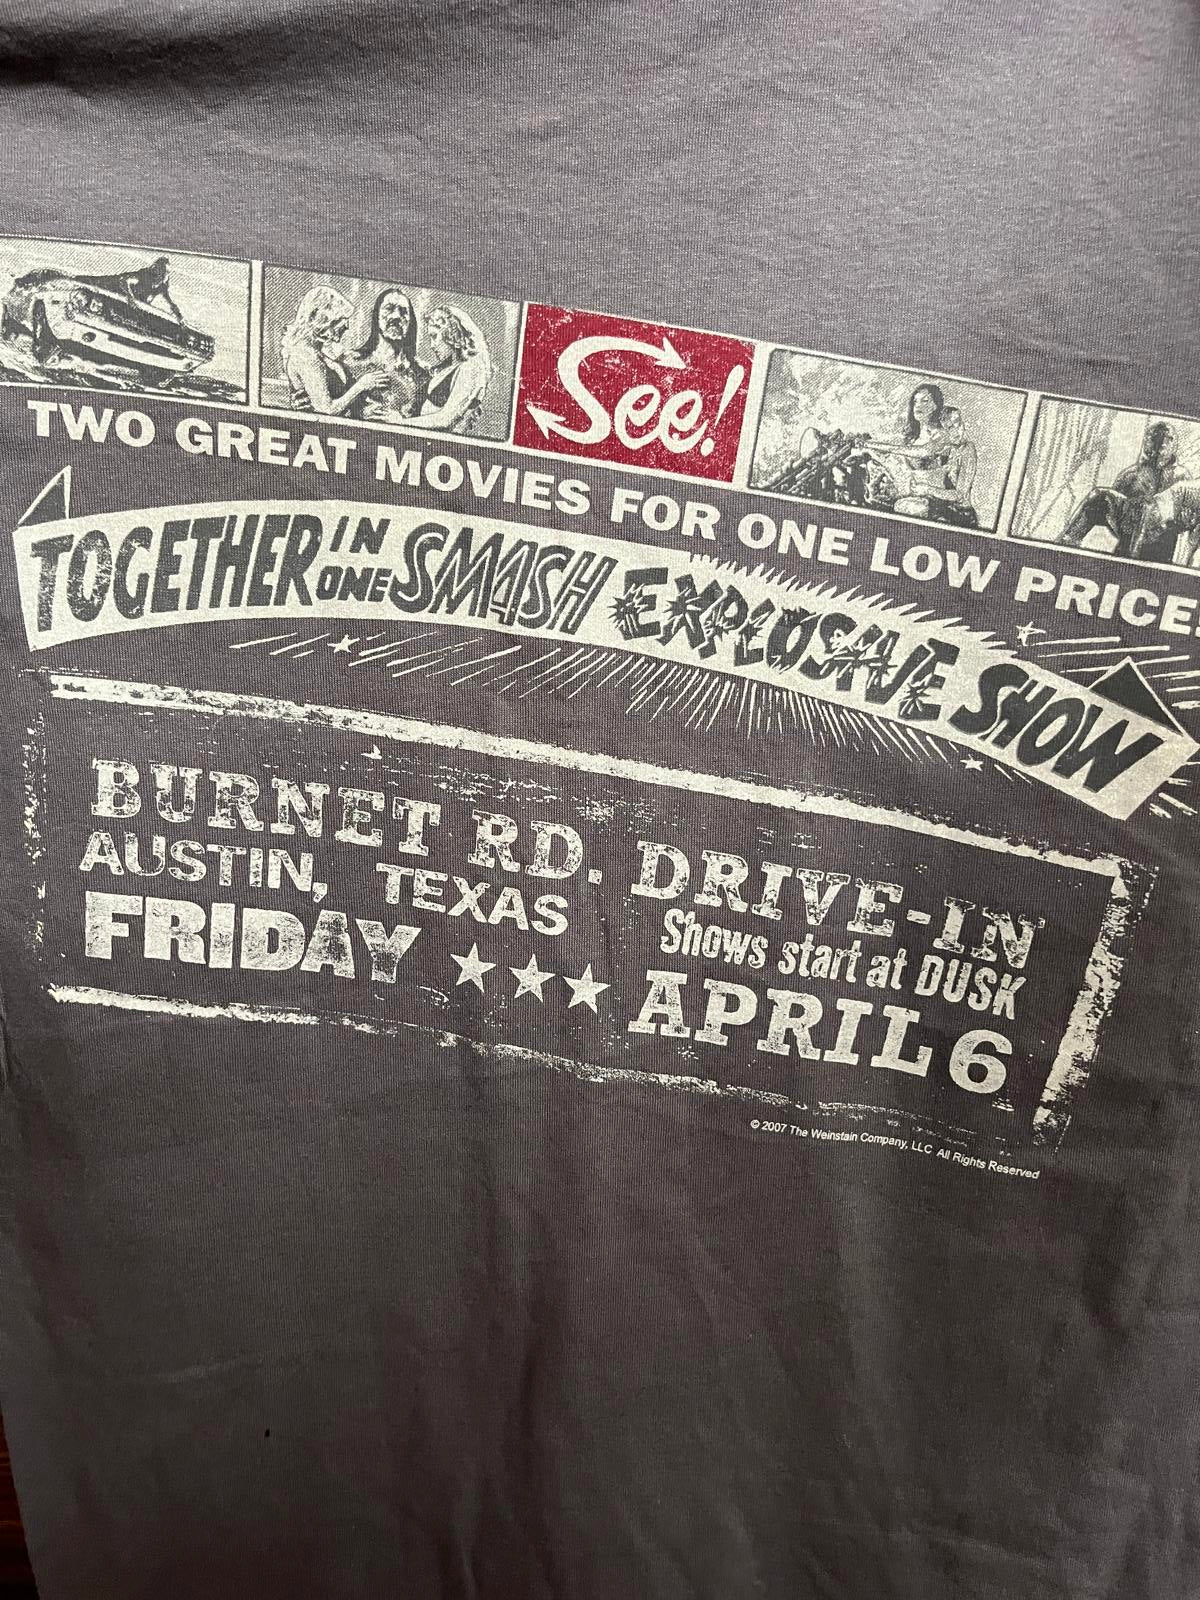 See!
TWO GREAT MOVIES FOR ONE LOW PRICE!
TOGETHER IN ONE SMASH EXPLOSIVE SHOW
BURNET RD. DRIVE-IN
AUSTIN, TEXAS Shows start at DUSK
FRIDAY ★★★ APRIL 6
© 2007 The Weinstain Company, LLC All Rights Reserved